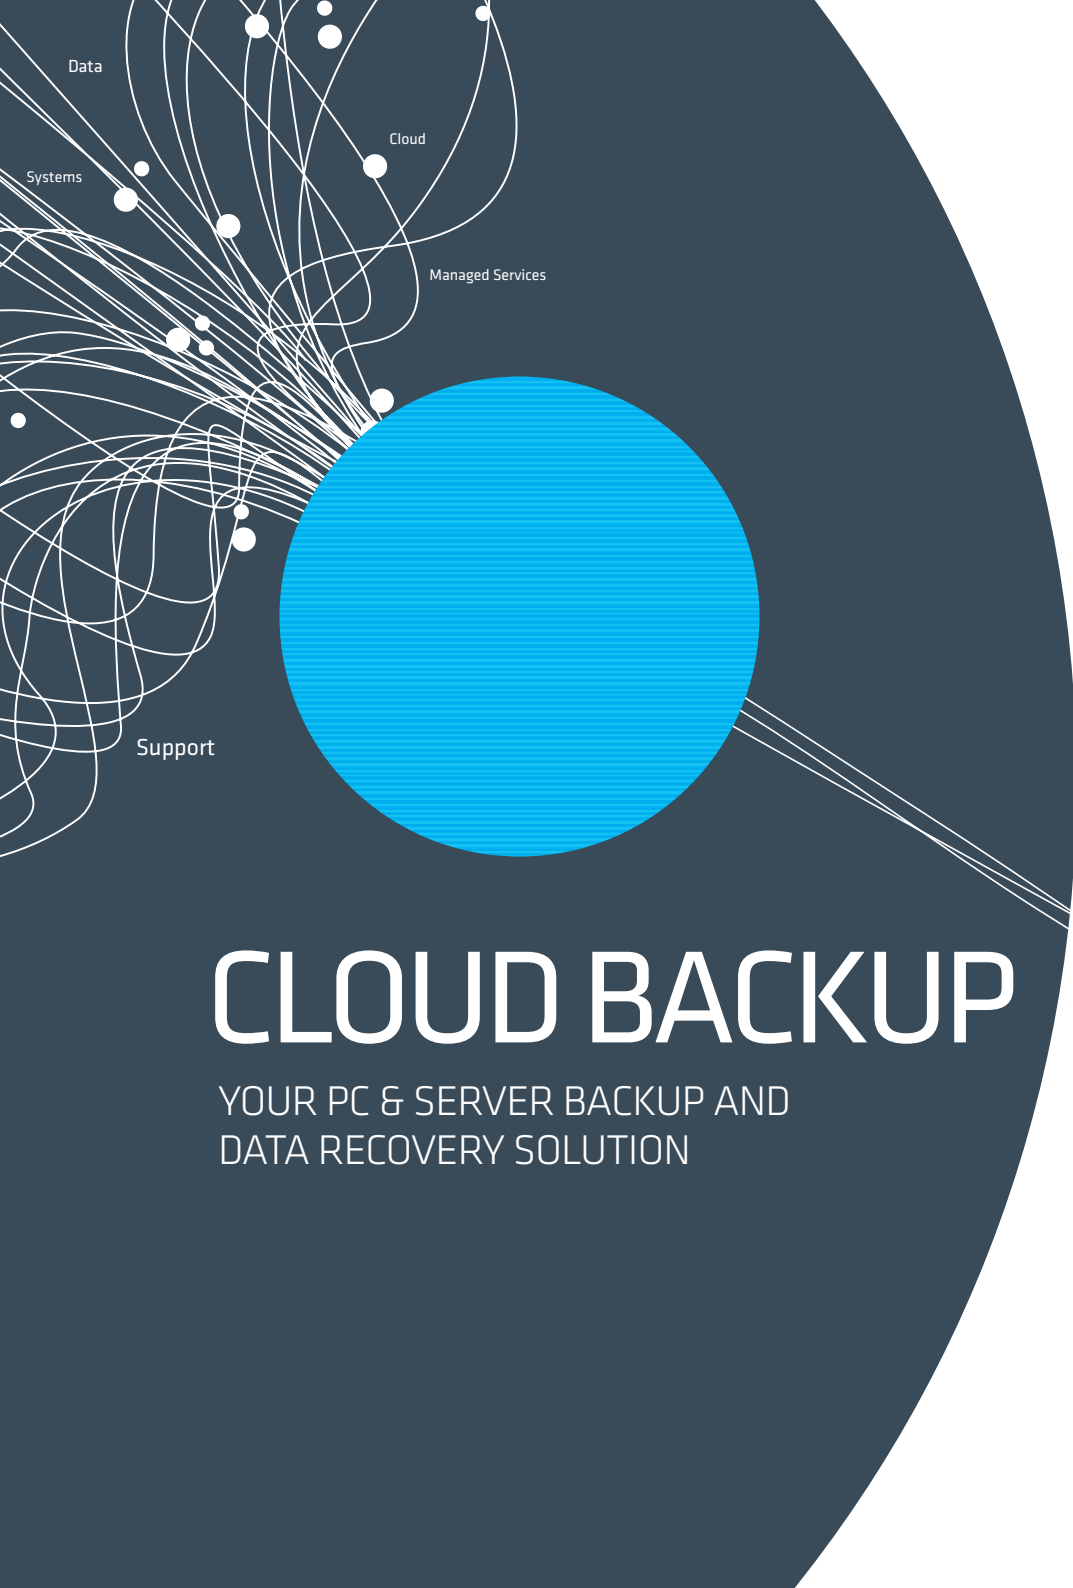 Data
Cloud
Systems
Managed Services
Support
CLOUD BACKUP
YOUR PC & SERVER BACKUP AND
DATA RECOVERY SOLUTION